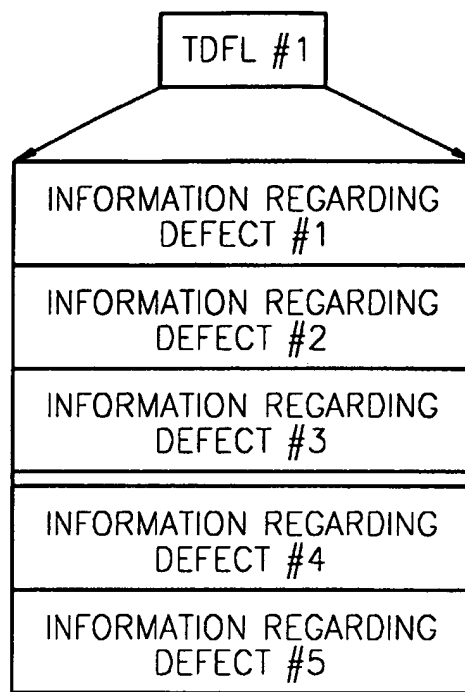 TDFL #1
INFORMATION REGARDING
DEFECT #1
INFORMATION REGARDING
DEFECT #2
INFORMATION REGARDING
DEFECT #3
INFORMATION REGARDING
DEFECT #4
INFORMATION REGARDING
DEFECT #5